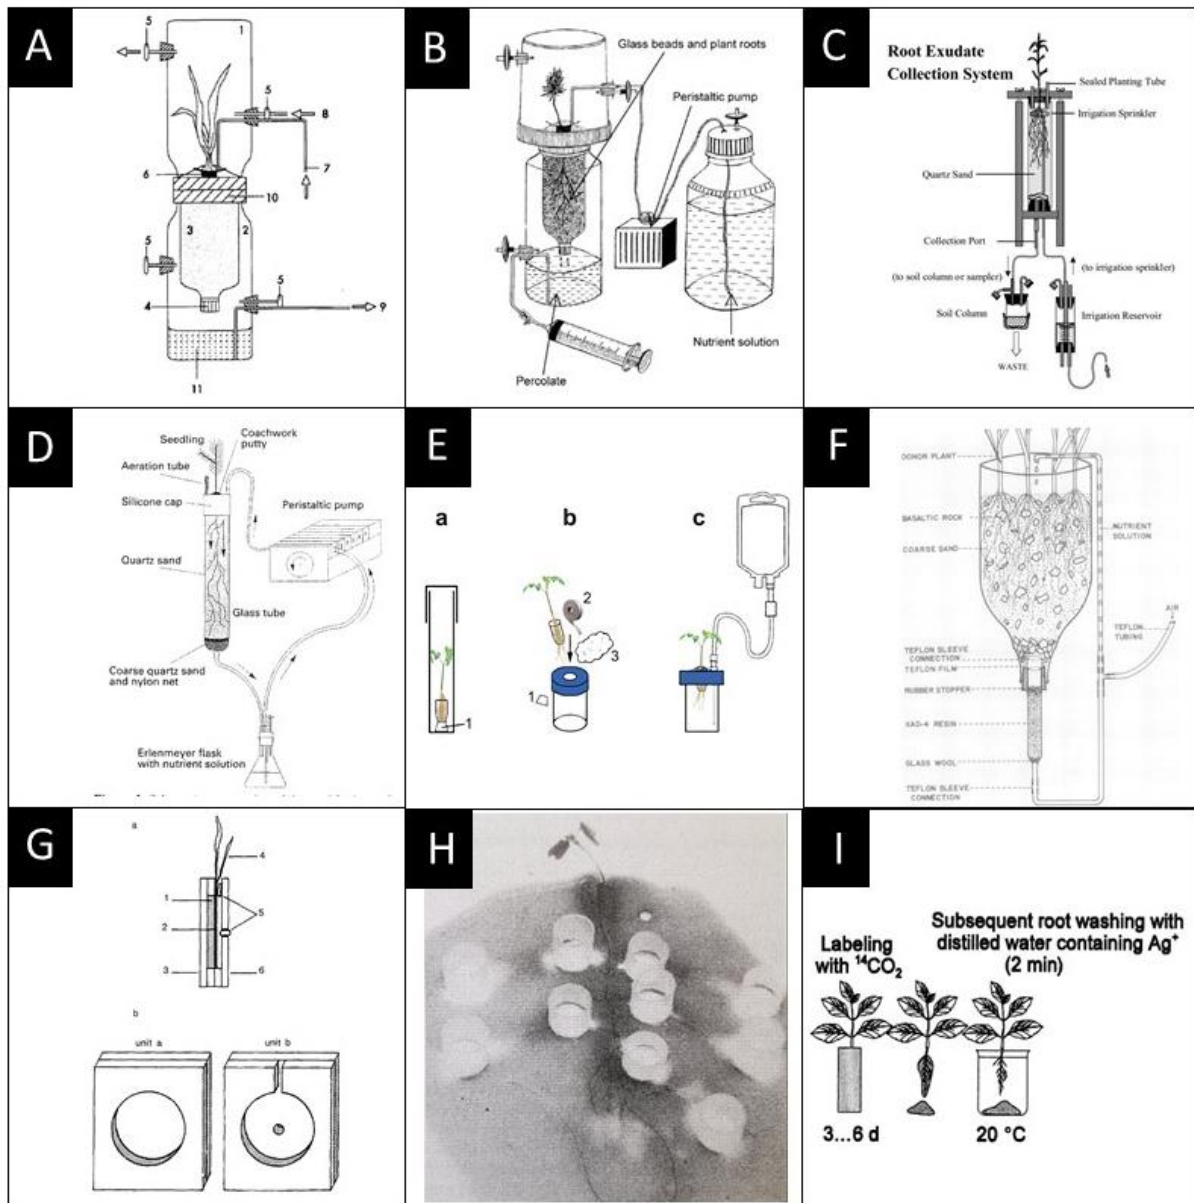 A
5
1
5
8
6
7
10
3
2
5
5
4
9
11
B
Glass beads and plant roots
Peristaltic pump
Nutrient solution
Percolate
C
Root Exudate
Collection System
Sealed Planting Tube
Irrigation Sprinkler
Quartz Sand
Collection Port
(to soil column or sampler)
(to irrigation sprinkler)
Soil Column
Irrigation Reservoir
WASTE
D
Seedling
Coachwork
putty
Aeration tube
Silicone cap
Peristaltic pump
Quartz sand
Glass tube
Coarse quartz sand
and nylon net
Erlenmeyer flask
with nutrient solution
E
a
b
c
2
3
1
1
F
DONOR PLANT
BASALTIC ROCK
COARSE SAND
NUTRIENT
SOLUTION
AIR
TEFLON
TUBING
TEFLON SLEEVE
CONNECTION
TEFLON FILM
RUBBER STOPPER
XAD-4 RESIN
GLASS WOOL
TEFLON SLEEVE
CONNECTION
G
a
4
1
5
2
3
6
b
unit a
unit b
H
I
Labeling
with ¹⁴CO₂
Subsequent root washing with
distilled water containing Ag⁺
(2 min)
3...6 d
20 °C